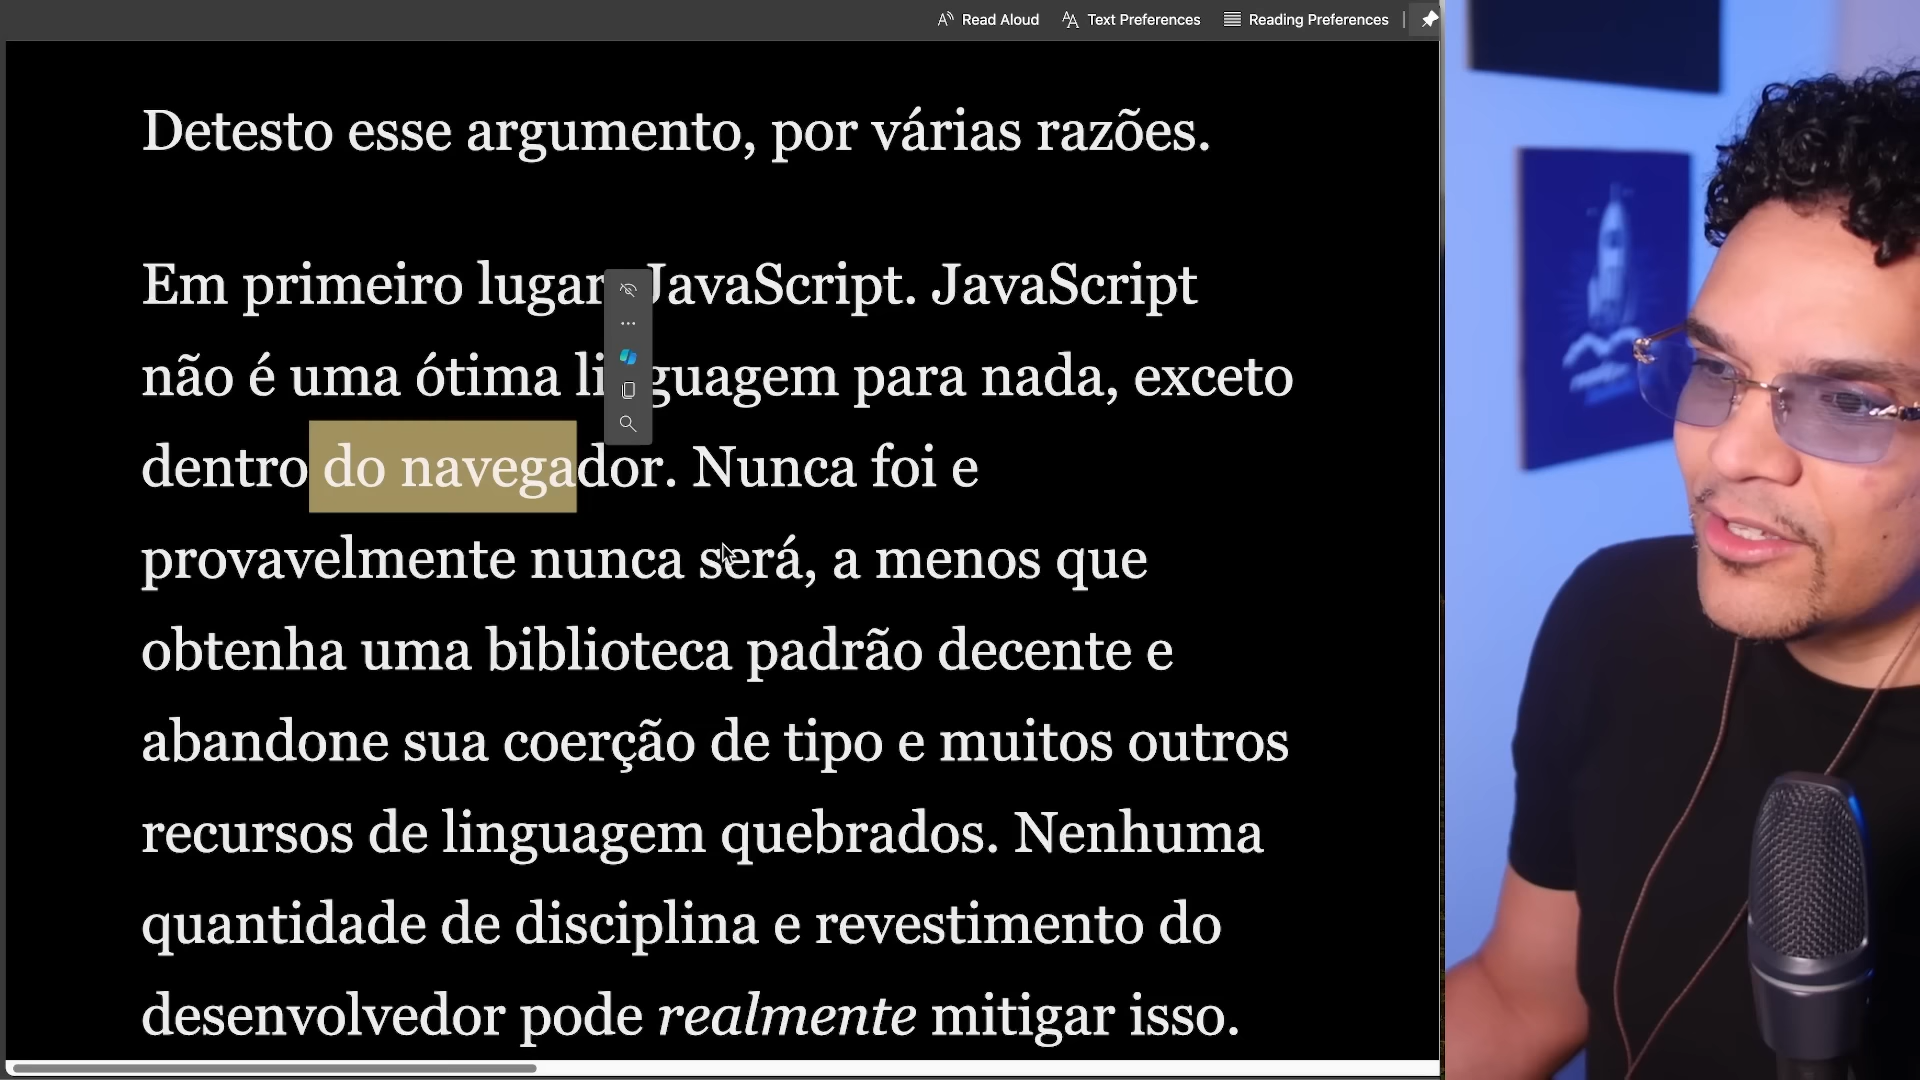 Read Aloud
Text Preferences
Reading Preferences
Detesto esse argumento, por várias razões.
Em primeiro lugar JavaScript. JavaScript
não é uma ótima linguagem para nada, exceto
dentro do navegador. Nunca foi e
provavelmente nunca será, a menos que
obtenha uma biblioteca padrão decente e
abandone sua coerção de tipo e muitos outros
recursos de linguagem quebrados. Nenhuma
quantidade de disciplina e revestimento do
desenvolvedor pode realmente mitigar isso.